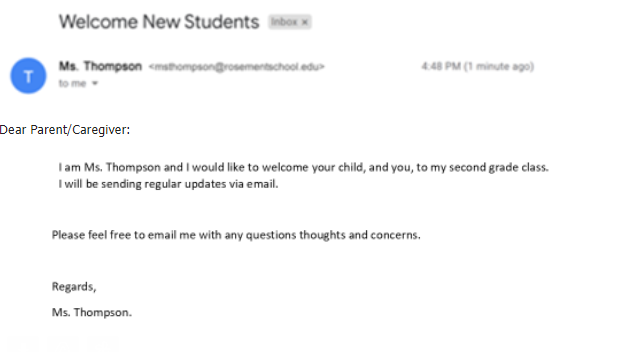 Welcome New Students Inbox x
Ms. Thompson <msthompson@rosementschool.edu> 4:48 PM (1 minute ago)
T
to me
Dear Parent/Caregiver:
I am Ms. Thompson and I would like to welcome your child, and you, to my second grade class.
I will be sending regular updates via email.
Please feel free to email me with any questions thoughts and concerns.
Regards,
Ms. Thompson.